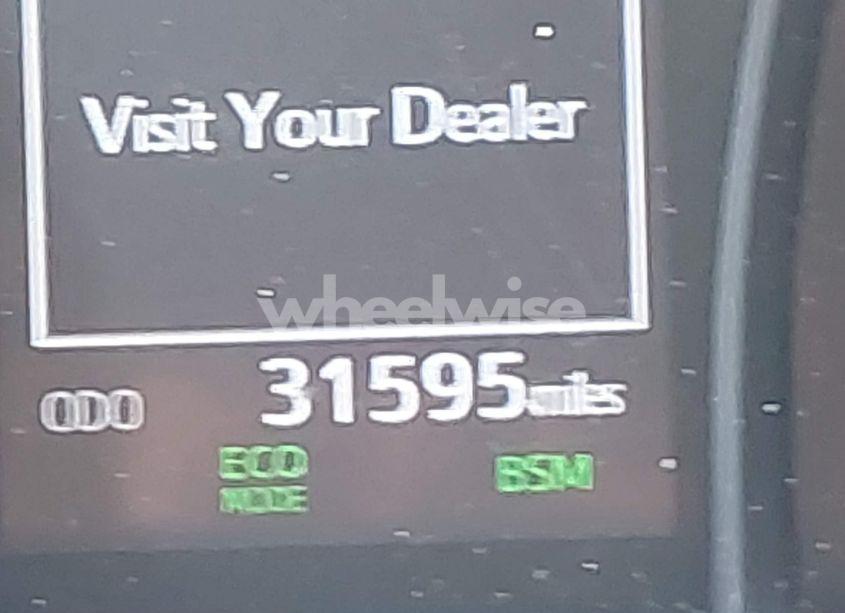 Visit Your Dealer
wheelwise
ODO 31595 miles
ECO BSM
MODE